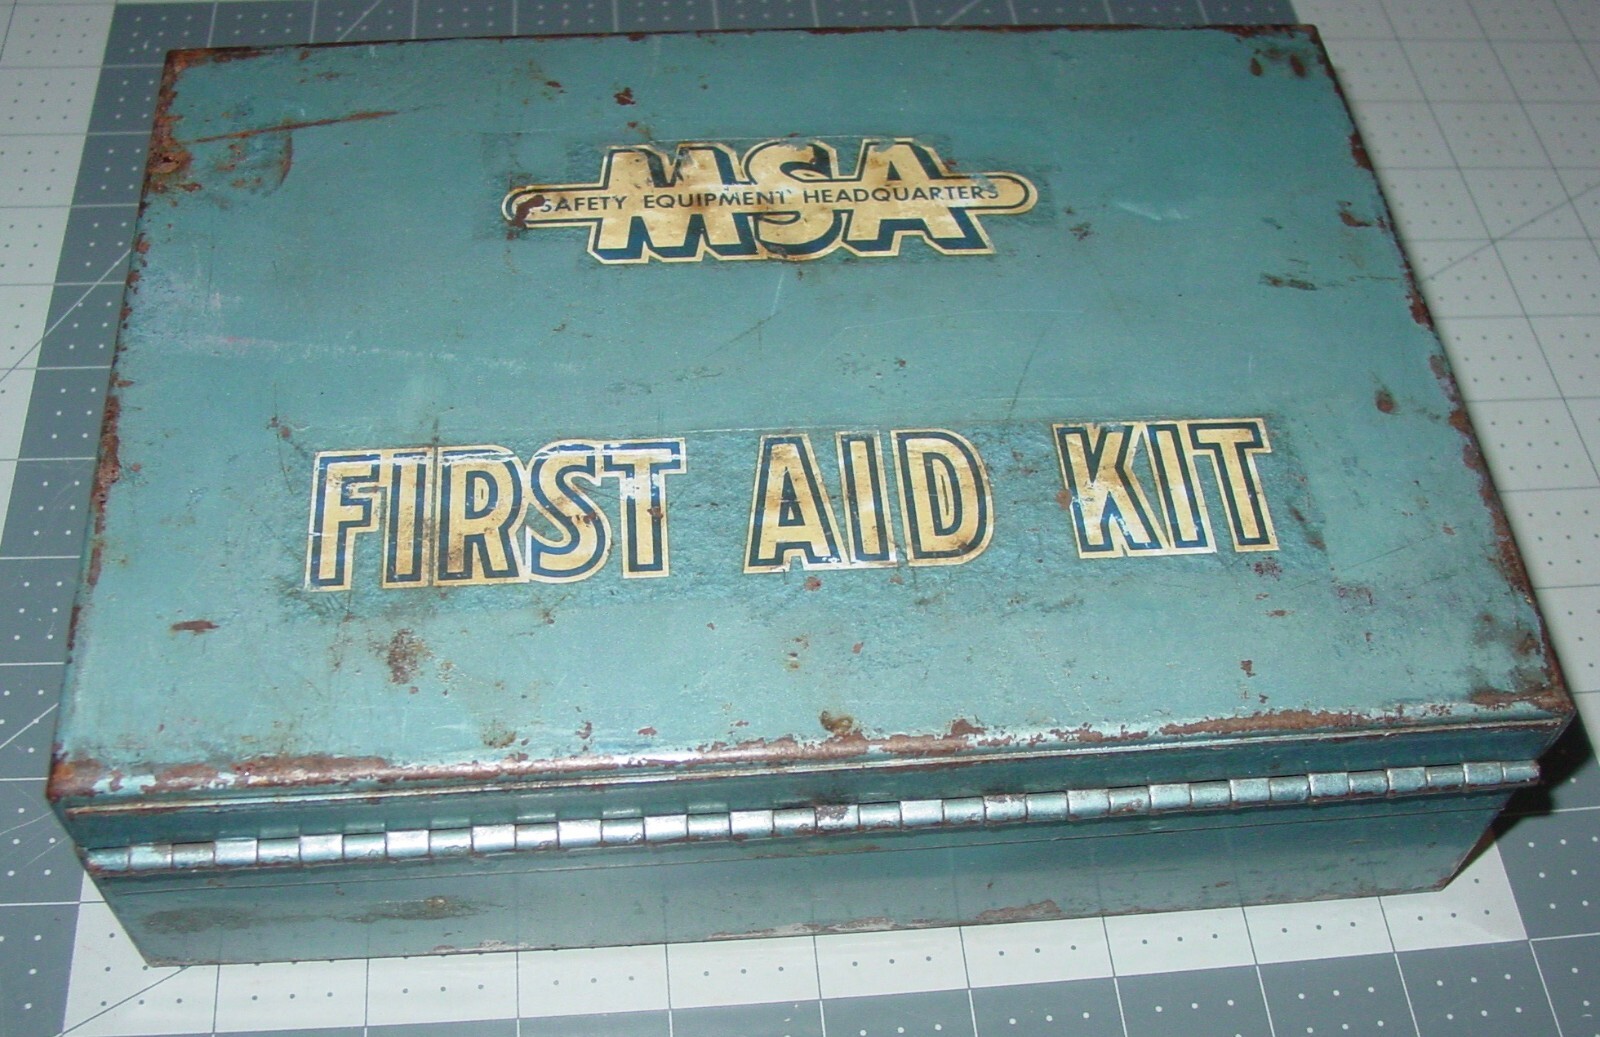 MSA
SAFETY EQUIPMENT HEADQUARTERS
FIRST AID KIT